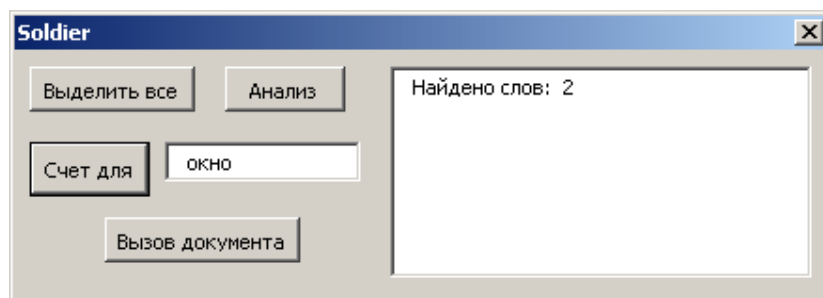 Soldier
Выделить все
Анализ
Найдено слов: 2
Счет для
окно
Вызов документа